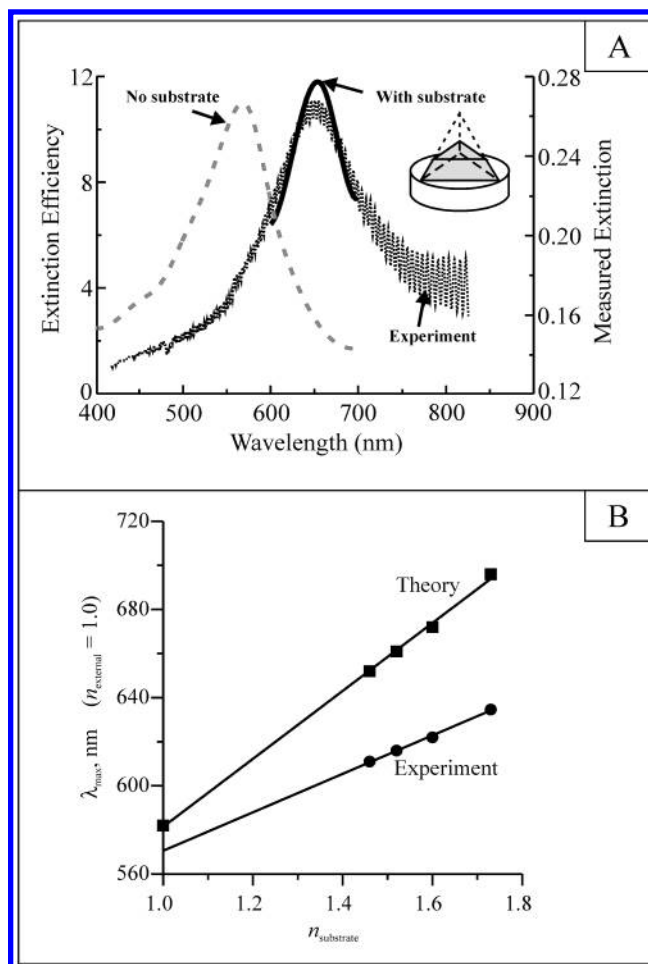 A
12
8
4
0
Extinction Efficiency
No substrate
With substrate
Experiment
0.28
0.24
0.20
0.16
0.12
Measured Extinction
400 500 600 700 800 900
Wavelength (nm)
B
720
680
640
600
560
λmax, nm (nexternal = 1.0)
Theory
Experiment
1.0 1.2 1.4 1.6 1.8
nsubstrate